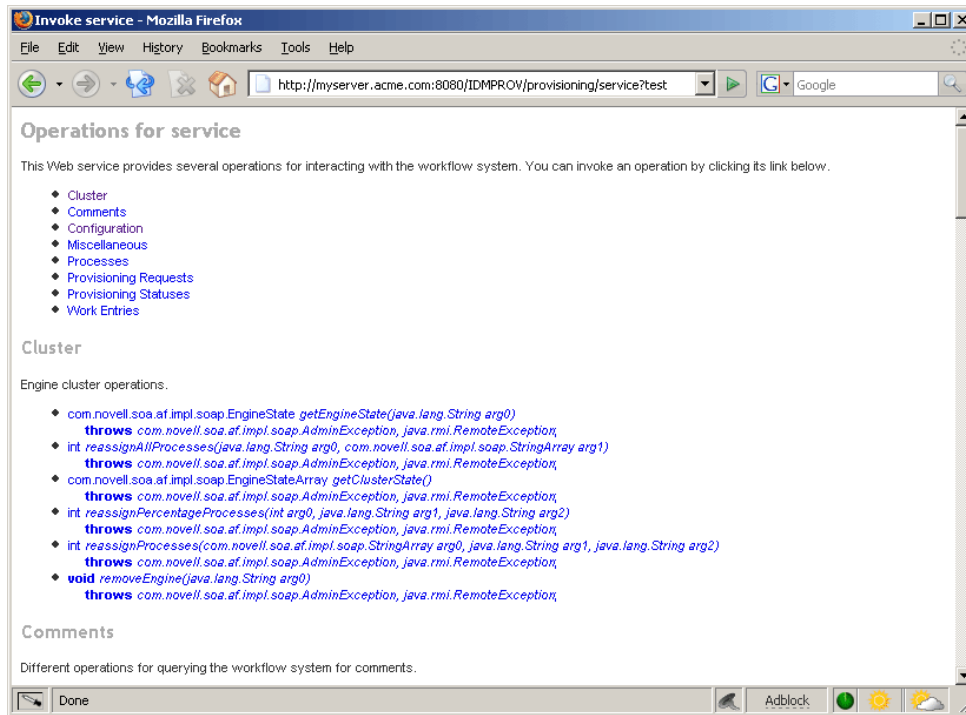 Invoke service - Mozilla Firefox
File Edit View History Bookmarks Tools Help
http://myserver.acme.com:8080/IDMPROV/provisioning/service?test
G Google
Operations for service
This Web service provides several operations for interacting with the workflow system. You can invoke an operation by clicking its link below.
Cluster
Comments
Configuration
Miscellaneous
Processes
Provisioning Requests
Provisioning Statuses
Work Entries
Cluster
Engine cluster operations.
com.novell.soa.af.impl.soap.EngineState getEngineState(java.lang.String arg0)
throws com.novell.soa.af.impl.soap.AdminException, java.rmi.RemoteException;
int reassignAllProcesses(java.lang.String arg0, com.novell.soa.af.impl.soap.StringArray arg1)
throws com.novell.soa.af.impl.soap.AdminException, java.rmi.RemoteException;
com.novell.soa.af.impl.soap.EngineStateArray getClusterState()
throws com.novell.soa.af.impl.soap.AdminException, java.rmi.RemoteException;
int reassignPercentageProcesses(int arg0, java.lang.String arg1, java.lang.String arg2)
throws com.novell.soa.af.impl.soap.AdminException, java.rmi.RemoteException;
int reassignProcesses(com.novell.soa.af.impl.soap.StringArray arg0, java.lang.String arg1, java.lang.String arg2)
throws com.novell.soa.af.impl.soap.AdminException, java.rmi.RemoteException;
void removeEngine(java.lang.String arg0)
throws com.novell.soa.af.impl.soap.AdminException, java.rmi.RemoteException;
Comments
Different operations for querying the workflow system for comments.
Done Adblock